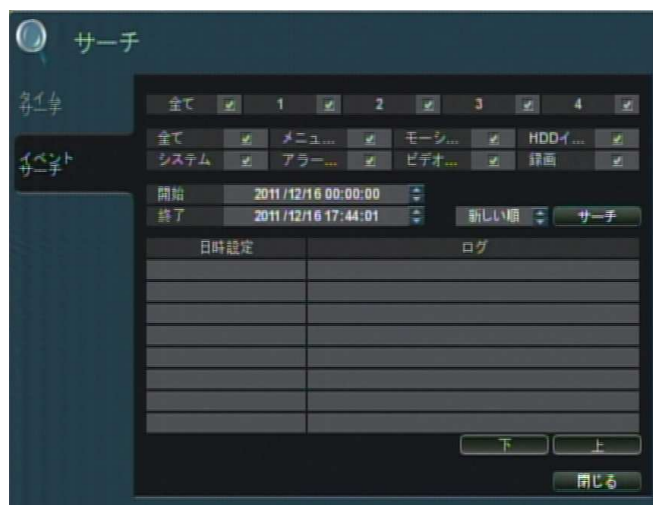 サーチ
タイム
サーチ
イベント
サーチ
全て 1 2 3 4
全て メニュ... モーシ... HDDイ...
システム アラー... ビデオ... 録画
開始 2011/12/16 00:00:00
終了 2011/12/16 17:44:01 新しい順 サーチ
日時設定 ログ
下 上
閉じる